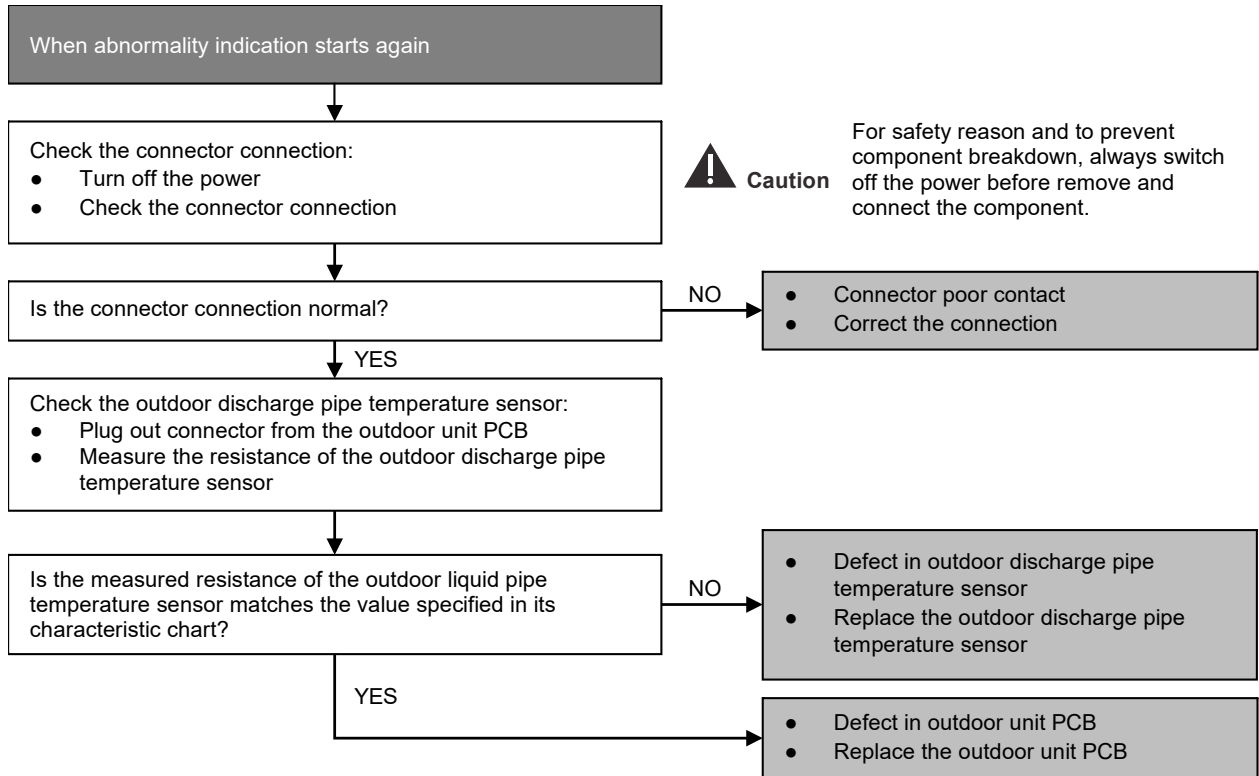 When abnormality indication starts again
Check the connector connection:
● Turn off the power
● Check the connector connection
Caution
For safety reason and to prevent
component breakdown, always switch
off the power before remove and
connect the component.
Is the connector connection normal?
NO
● Connector poor contact
● Correct the connection
YES
Check the outdoor discharge pipe temperature sensor:
● Plug out connector from the outdoor unit PCB
● Measure the resistance of the outdoor discharge pipe
temperature sensor
Is the measured resistance of the outdoor liquid pipe
temperature sensor matches the value specified in its
characteristic chart?
NO
● Defect in outdoor discharge pipe
temperature sensor
● Replace the outdoor discharge pipe
temperature sensor
YES
● Defect in outdoor unit PCB
● Replace the outdoor unit PCB